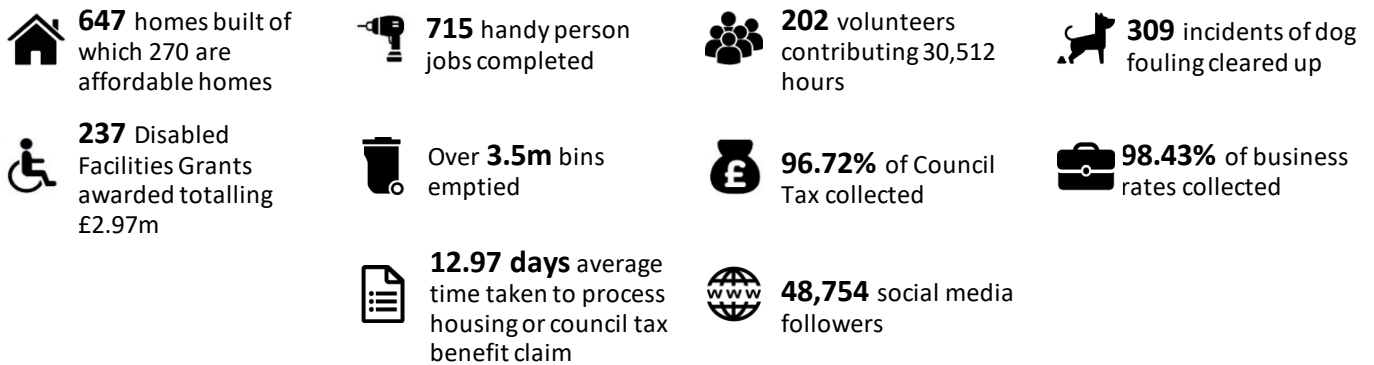 647 homes built of
which 270 are
affordable homes
715 handy person
jobs completed
202 volunteers
contributing 30,512
hours
309 incidents of dog
fouling cleared up
237 Disabled
Facilities Grants
awarded totalling
£2.97m
Over 3.5m bins
emptied
£
96.72% of Council
Tax collected
98.43% of business
rates collected
12.97 days average
time taken to process
housing or council tax
benefit claim
www
48,754 social media
followers